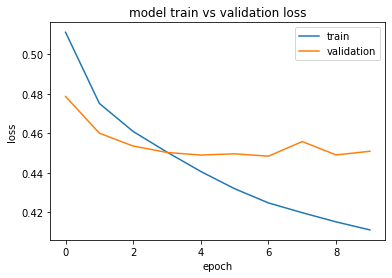 model train vs validation loss
train
validation
0.50
0.48
0.46
0.44
0.42
loss
0 2 4 6 8
epoch